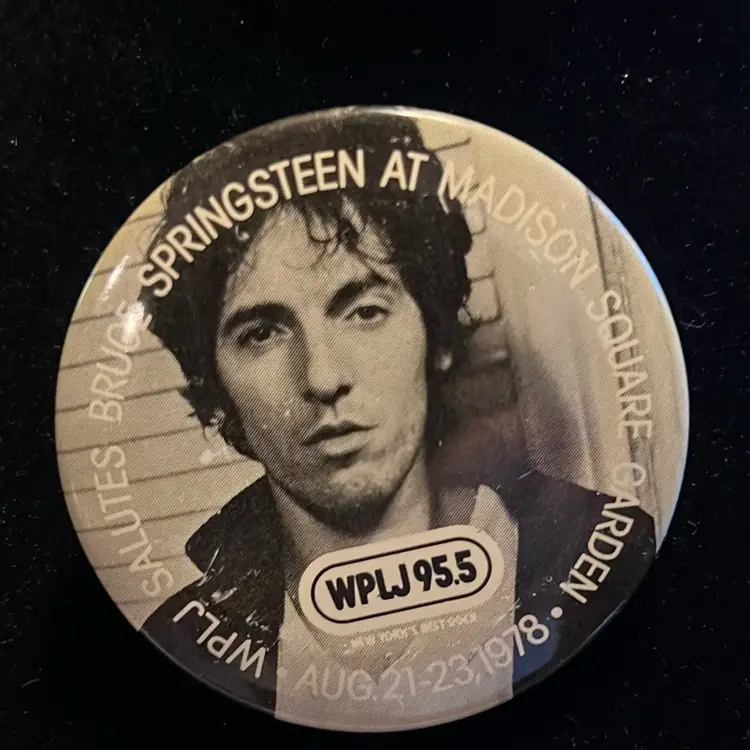 WPLJ SALUTES BRUCE SPRINGSTEEN AT MADISON SQUARE GARDEN •
AUG. 21-23, 1978 •
WPLJ 95.5
NEW YORK'S BEST ROCK